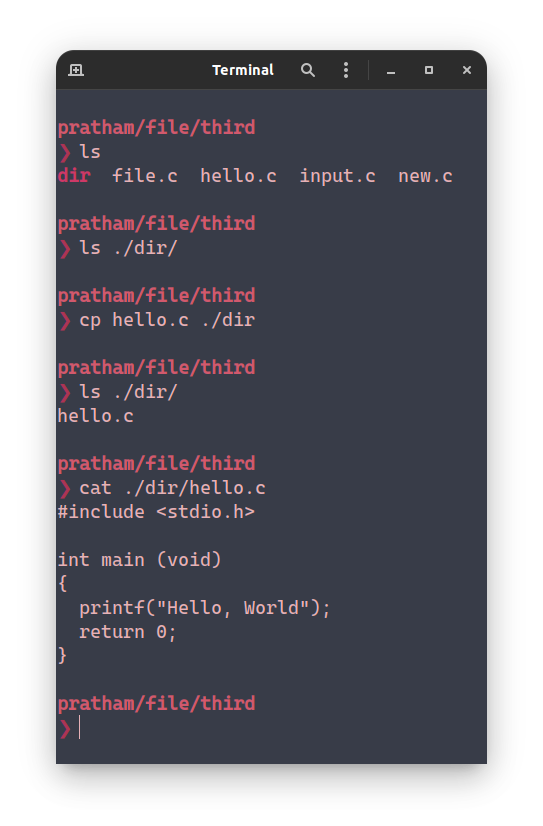 Terminal
pratham/file/third
❯ ls
dir  file.c  hello.c  input.c  new.c
pratham/file/third
❯ ls ./dir/
pratham/file/third
❯ cp hello.c ./dir
pratham/file/third
❯ ls ./dir/
hello.c
pratham/file/third
❯ cat ./dir/hello.c
#include <stdio.h>
int main (void)
{
  printf("Hello, World");
  return 0;
}
pratham/file/third
❯